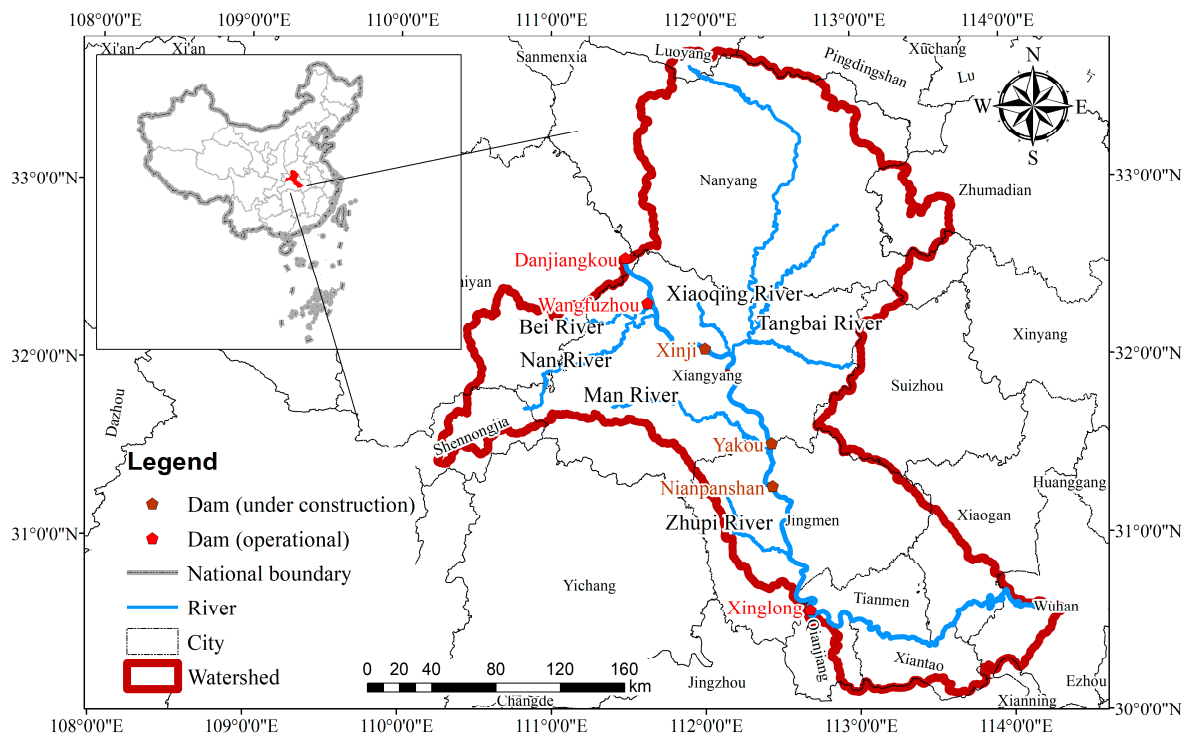 108°0'0"E 109°0'0"E 110°0'0"E 111°0'0"E 112°0'0"E 113°0'0"E 114°0'0"E
Xi'an Xi'an
Sanmenxia
Luoyang
Pingdingshan
Xuchang
Lu
N
W E
S
33°0'0"N
33°0'0"N
Nanyang
Zhumadian
Danjiangkou
hiyan
Wangfuzhou
Xiaoqing River
Bei River
Tangbai River
Xinyang
32°0'0"N
32°0'0"N
Nan River
Xinji
Xiangyang
Suizhou
Man River
Dazhou
Shennongjia
Yakou
Legend
Nianpanshan
Huanggang
Dam (under construction)
Zhupi River
Jingmen
Xiaogan
31°0'0"N
31°0'0"N
Dam (operational)
National boundary
Yichang
River
Xinglong
Tianmen
Wuhan
City
Qianjiang
Xiantao
Watershed
0 20 40 80 120 160
km
Jingzhou
Ezhou
Changde
Xianning
30°0'0"N
108°0'0"E 109°0'0"E 110°0'0"E 111°0'0"E 112°0'0"E 113°0'0"E 114°0'0"E